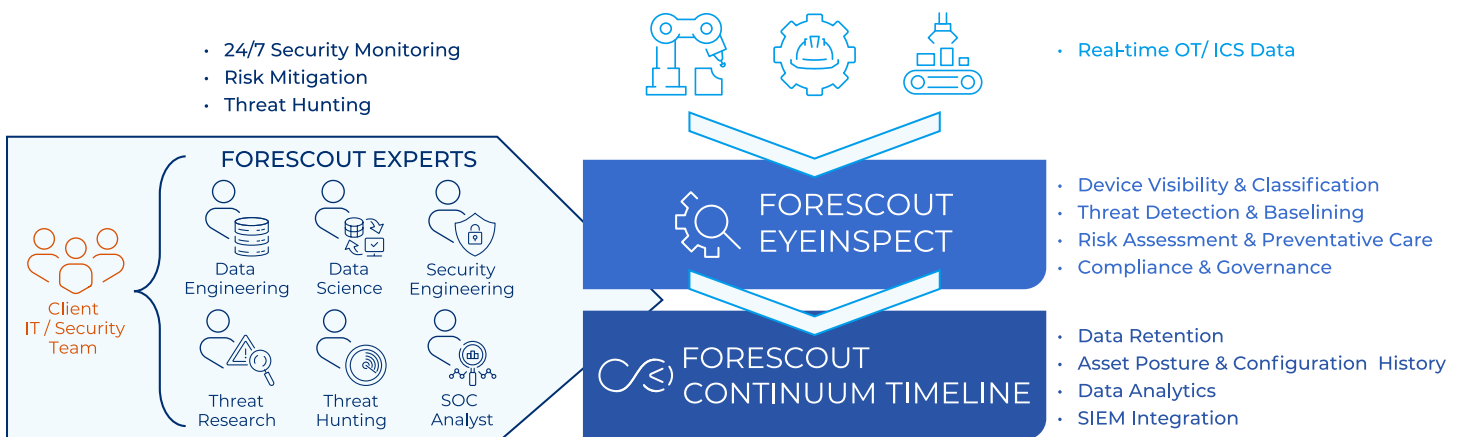 • 24/7 Security Monitoring
• Risk Mitigation
• Threat Hunting
• Real-time OT/ ICS Data
FORESCOUT EXPERTS
Client
IT / Security
Team
Data
Engineering
Data
Science
Security
Engineering
Threat
Research
Threat
Hunting
SOC
Analyst
FORESCOUT
EYEINSPECT
• Device Visibility & Classification
• Threat Detection & Baselining
• Risk Assessment & Preventative Care
• Compliance & Governance
FORESCOUT
CONTINUUM TIMELINE
• Data Retention
• Asset Posture & Configuration History
• Data Analytics
• SIEM Integration